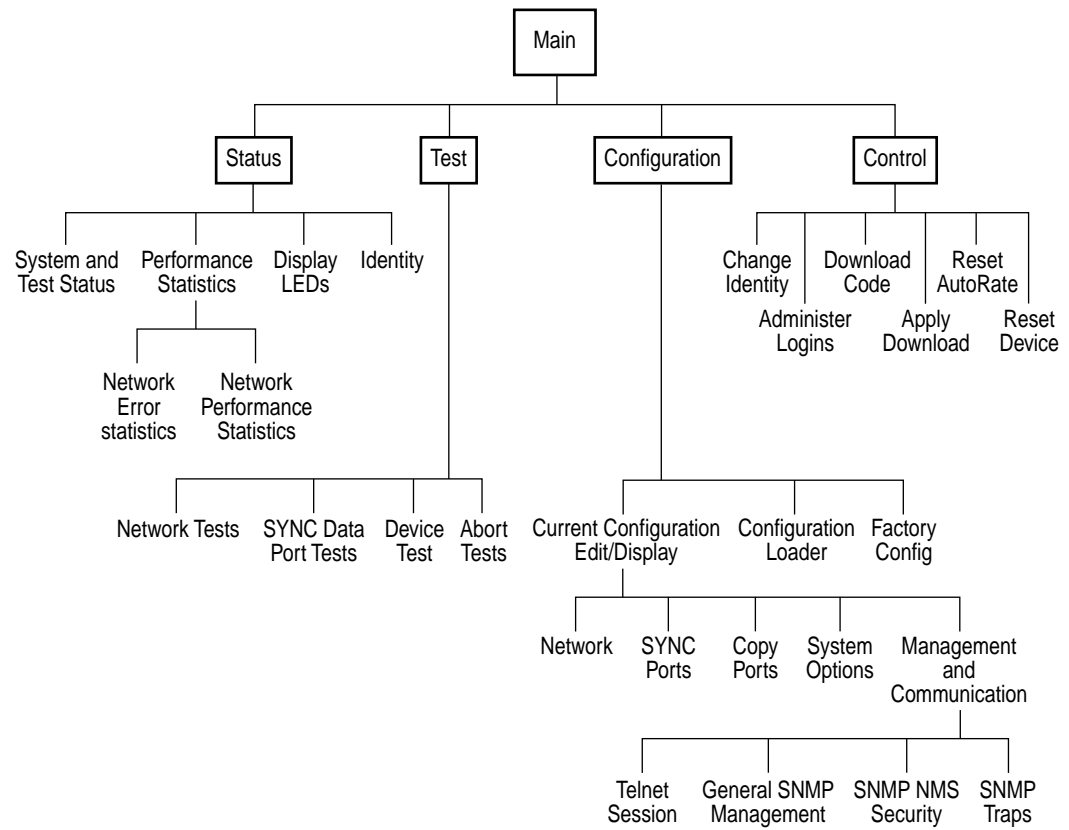 Main
Status
Test
Configuration
Control
System and
Test Status
Performance
Statistics
Display
LEDs
Identity
Change
Identity
Download
Code
Reset
AutoRate
Administer
Logins
Apply
Download
Reset
Device
Network
Error
statistics
Network
Performance
Statistics
Network Tests
SYNC Data
Port Tests
Device
Test
Abort
Tests
Current Configuration
Edit/Display
Configuration
Loader
Factory
Config
Network
SYNC
Ports
Copy
Ports
System
Options
Management
and
Communication
Telnet
Session
General SNMP
Management
SNMP NMS
Security
SNMP
Traps